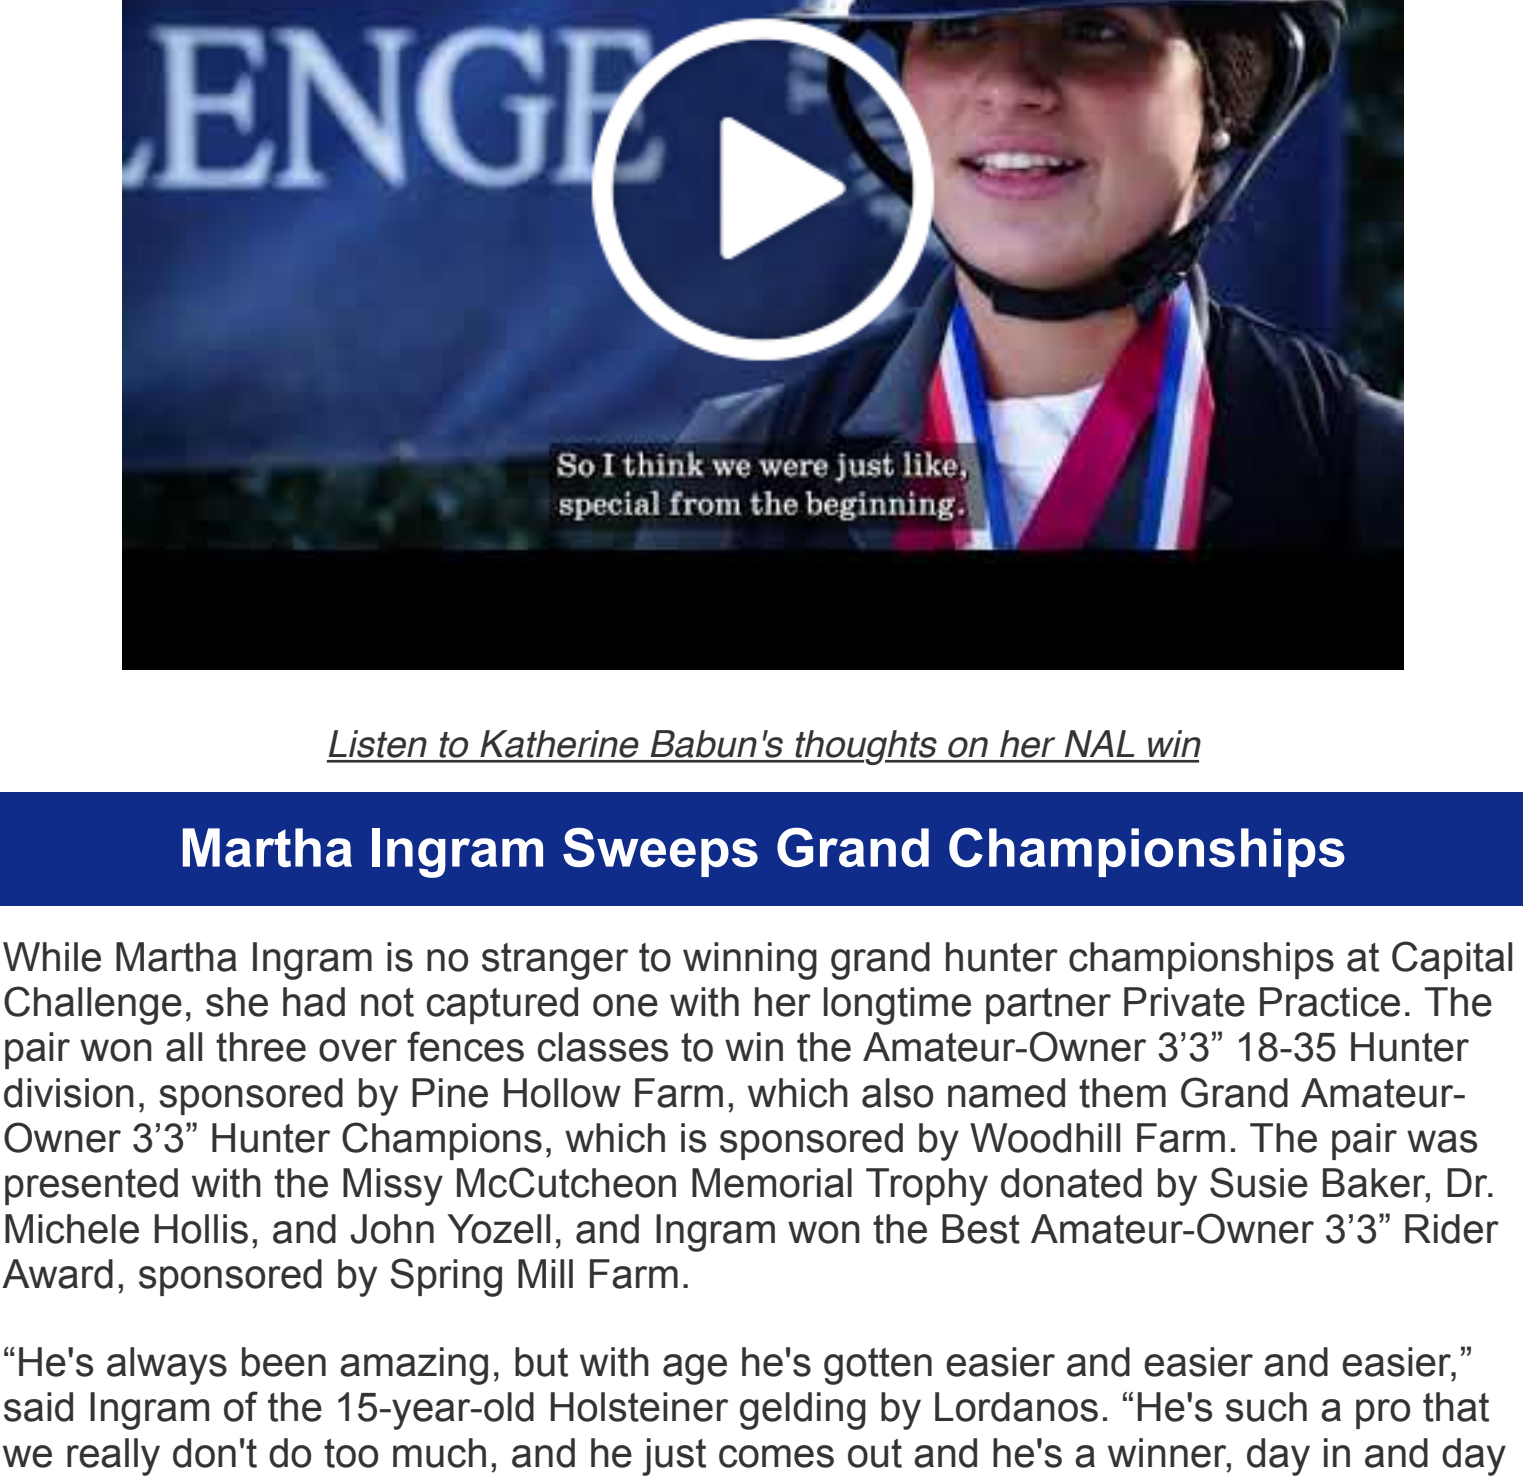 LENGE
So I think we were just like,
special from the beginning.
Listen to Katherine Babun's thoughts on her NAL win
Martha Ingram Sweeps Grand Championships
While Martha Ingram is no stranger to winning grand hunter championships at Capital
Challenge, she had not captured one with her longtime partner Private Practice. The
pair won all three over fences classes to win the Amateur-Owner 3’3” 18-35 Hunter
division, sponsored by Pine Hollow Farm, which also named them Grand Amateur-
Owner 3’3” Hunter Champions, which is sponsored by Woodhill Farm. The pair was
presented with the Missy McCutcheon Memorial Trophy donated by Susie Baker, Dr.
Michele Hollis, and John Yozell, and Ingram won the Best Amateur-Owner 3’3” Rider
Award, sponsored by Spring Mill Farm.
“He's always been amazing, but with age he's gotten easier and easier and easier,”
said Ingram of the 15-year-old Holsteiner gelding by Lordanos. “He's such a pro that
we really don't do too much, and he just comes out and he's a winner, day in and day